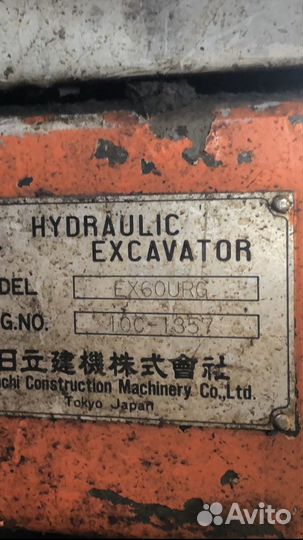 HYDRAULIC
EXCAVATOR
DEL EX60URG
G.NO. 10C-1357
日立建機株式會社
chi Construction Machinery Co.,Ltd.
Tokyo Japan
Avito